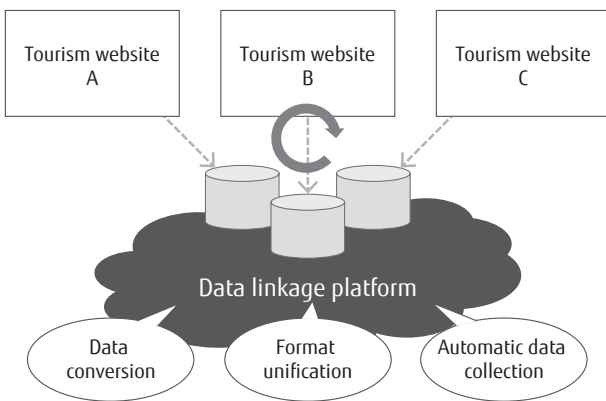 Tourism website
A
Tourism website
B
Tourism website
C
Data linkage platform
Data
conversion
Format
unification
Automatic data
collection